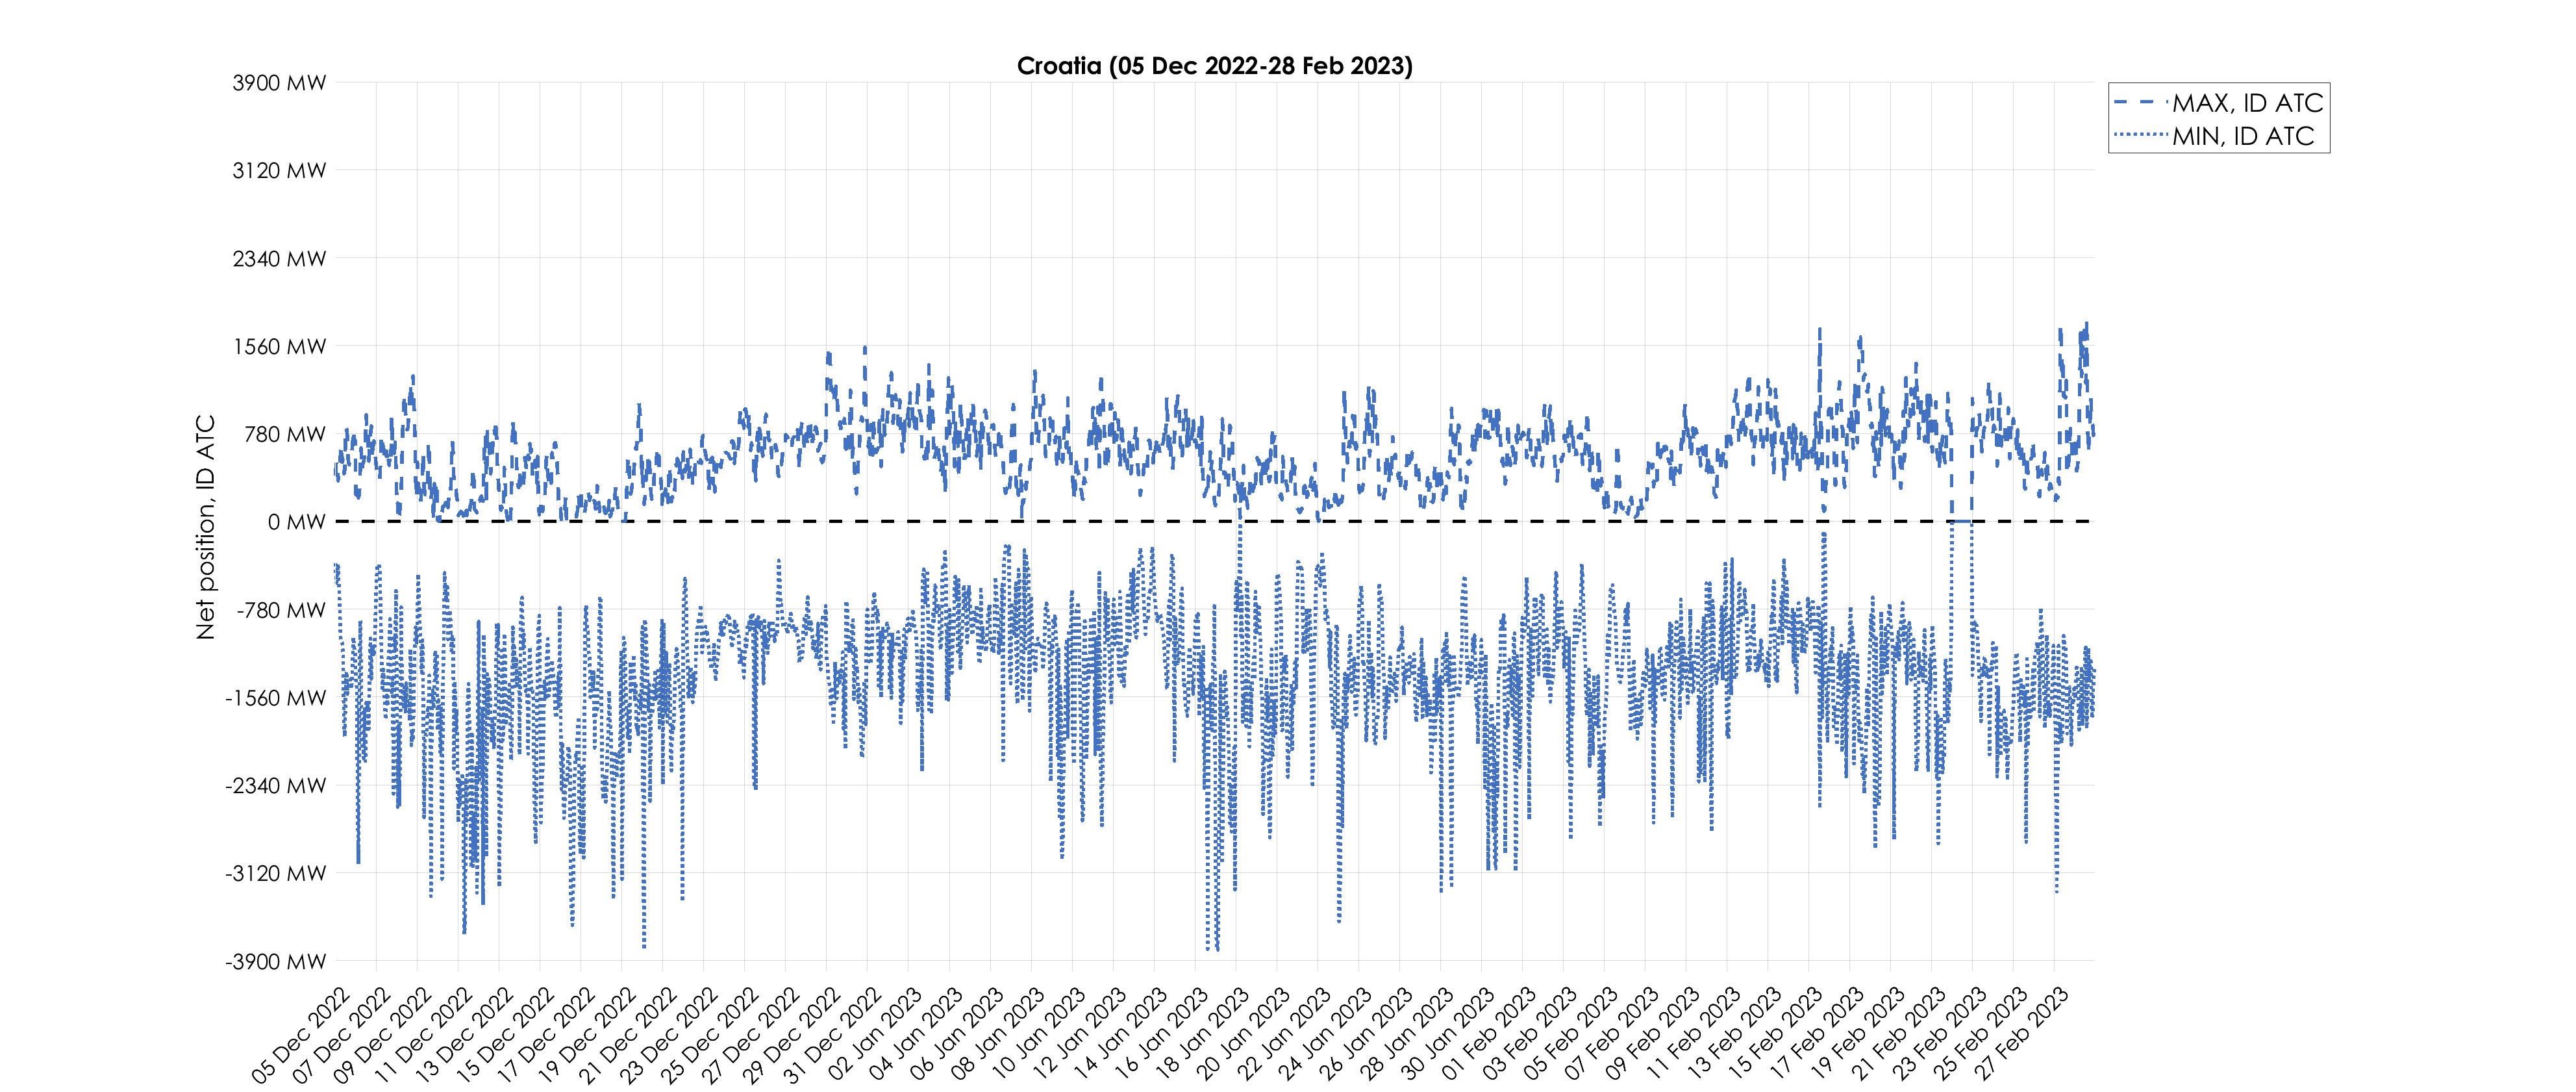 Croatia (05 Dec 2022-28 Feb 2023)
3900 MW
3120 MW
2340 MW
1560 MW
780 MW
0 MW
-780 MW
-1560 MW
-2340 MW
-3120 MW
-3900 MW
Net position, ID ATC
MAX, ID ATC
MIN, ID ATC
05 Dec 2022
07 Dec 2022
09 Dec 2022
11 Dec 2022
13 Dec 2022
15 Dec 2022
17 Dec 2022
19 Dec 2022
21 Dec 2022
23 Dec 2022
25 Dec 2022
27 Dec 2022
29 Dec 2022
31 Dec 2022
02 Jan 2023
04 Jan 2023
06 Jan 2023
08 Jan 2023
10 Jan 2023
12 Jan 2023
14 Jan 2023
16 Jan 2023
18 Jan 2023
20 Jan 2023
22 Jan 2023
24 Jan 2023
26 Jan 2023
28 Jan 2023
30 Jan 2023
01 Feb 2023
03 Feb 2023
05 Feb 2023
07 Feb 2023
09 Feb 2023
11 Feb 2023
13 Feb 2023
15 Feb 2023
17 Feb 2023
19 Feb 2023
21 Feb 2023
23 Feb 2023
25 Feb 2023
27 Feb 2023